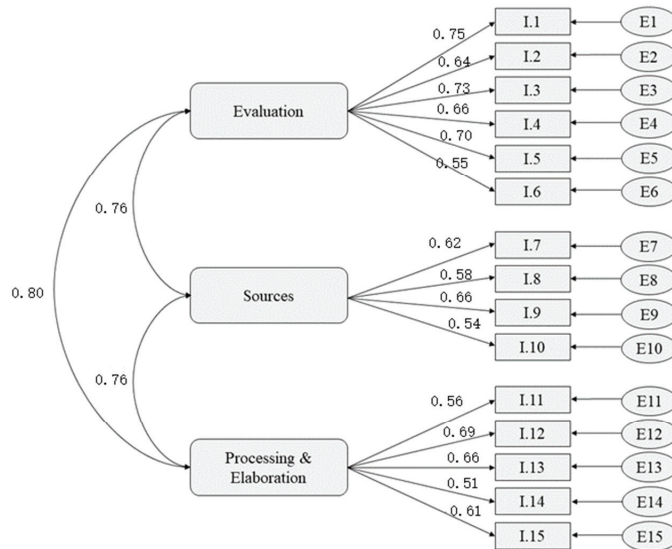 0.75
I.1
E1
0.64
I.2
E2
0.73
I.3
E3
Evaluation
0.66
I.4
E4
0.70
I.5
E5
0.55
I.6
E6
0.76
0.62
I.7
E7
0.58
I.8
E8
0.80
Sources
0.66
I.9
E9
0.54
I.10
E10
0.76
0.56
I.11
E11
0.69
I.12
E12
Processing &
Elaboration
0.66
I.13
E13
0.51
I.14
E14
0.61
I.15
E15